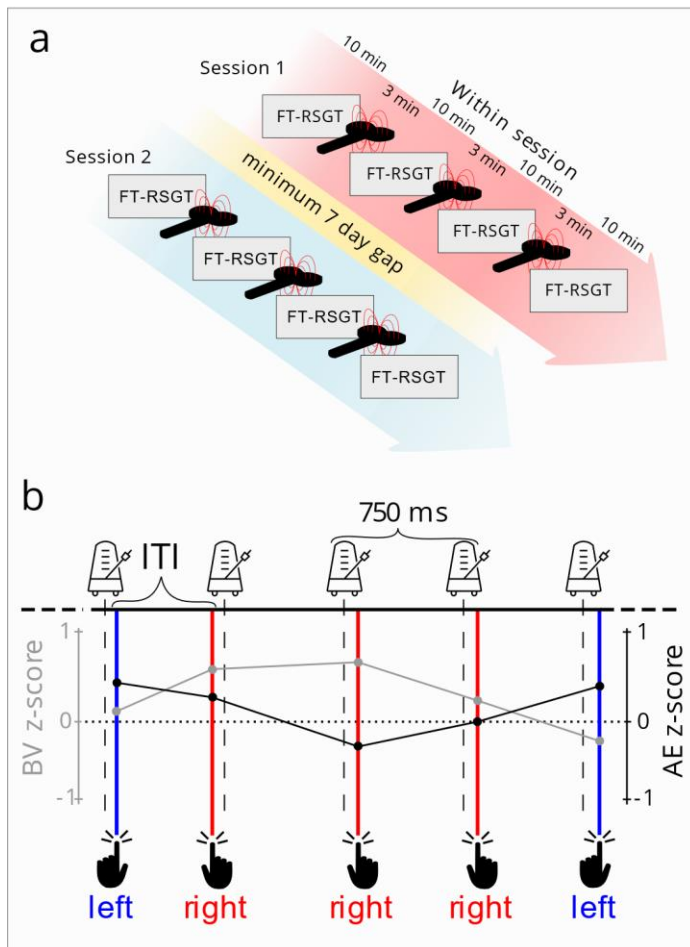 a
Session 1
10 min
3 min
10 min
3 min
10 min
3 min
10 min
Within session
FT-RSGT
FT-RSGT
FT-RSGT
FT-RSGT
minimum 7 day gap
Session 2
FT-RSGT
FT-RSGT
FT-RSGT
FT-RSGT
b
750 ms
ITI
1
0
-1
BV z-score
1
0
-1
AE z-score
left right right right left